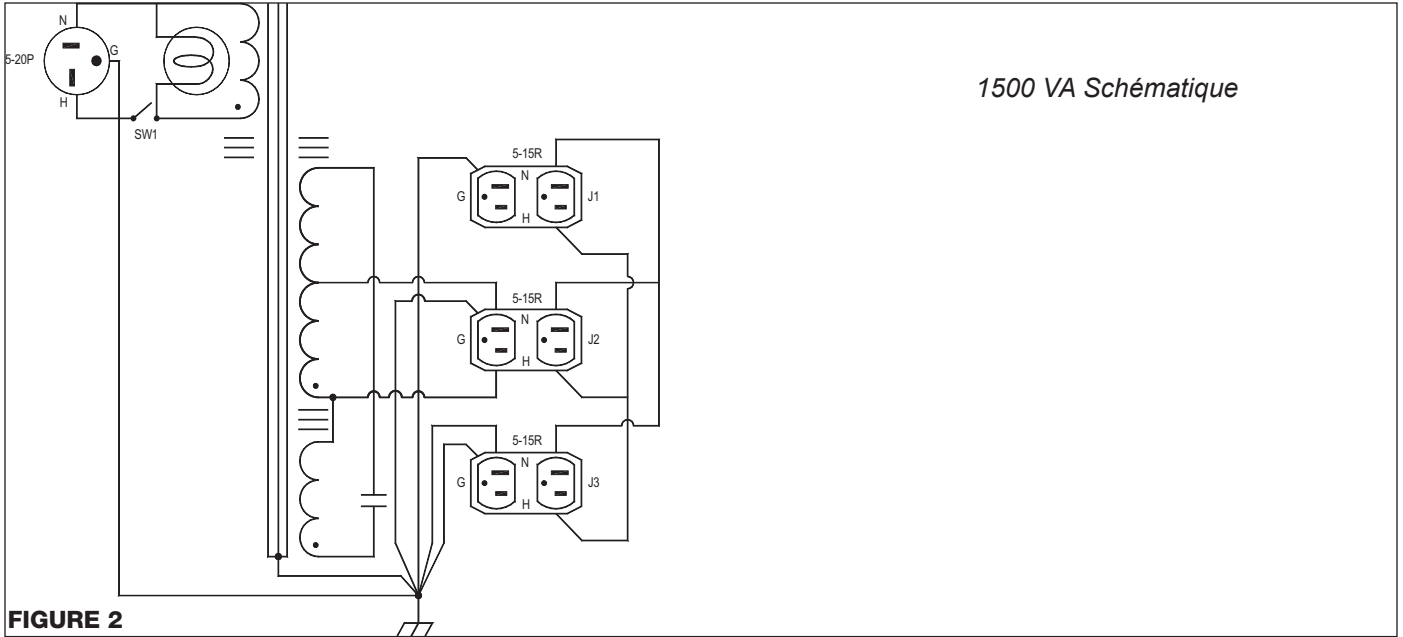 N
G
5-20P
H
SW1
1500 VA Schématique
5-15R
N
G
J1
H
5-15R
N
G
J2
H
5-15R
N
G
J3
H
FIGURE 2